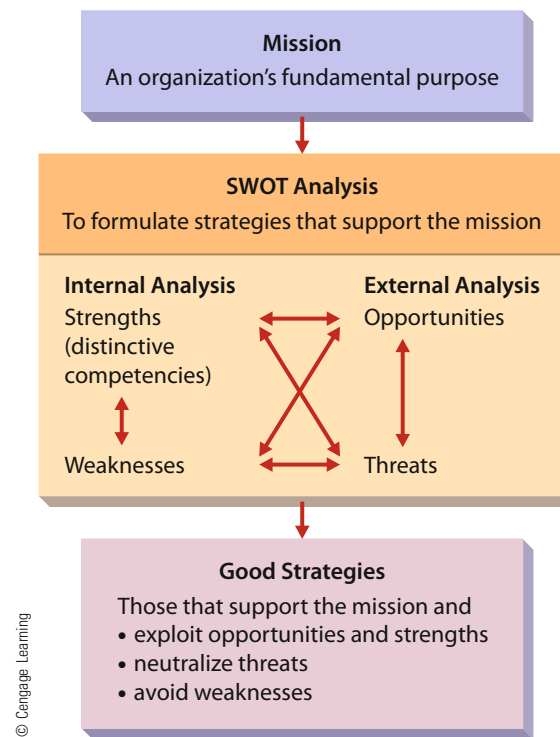 Mission
An organization's fundamental purpose
SWOT Analysis
To formulate strategies that support the mission
Internal Analysis
Strengths
(distinctive
competencies)
Weaknesses
External Analysis
Opportunities
Threats
Good Strategies
Those that support the mission and
• exploit opportunities and strengths
• neutralize threats
• avoid weaknesses
© Cengage Learning